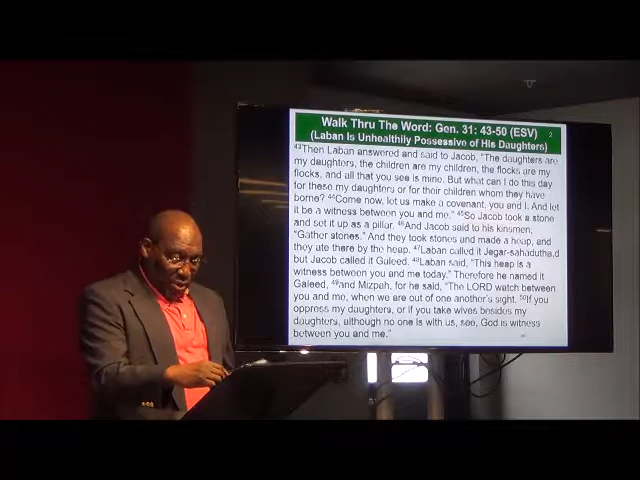 Walk Thru The Word: Gen. 31: 43-50 (ESV) 2
(Laban Is Unhealthily Possessive of His Daughters)
43Then Laban answered and said to Jacob, "The daughters are
my daughters, the children are my children, the flocks are my
flocks, and all that you see is mine. But what can I do this day
for these my daughters or for their children whom they have
borne? 44Come now, let us make a covenant, you and I. And let
it be a witness between you and me." 45So Jacob took a stone
and set it up as a pillar. 46And Jacob said to his kinsmen,
"Gather stones." And they took stones and made a heap, and
they ate there by the heap. 47Laban called it Jegar-sahadutha,d
but Jacob called it Galeed. 48Laban said, "This heap is a
witness between you and me today." Therefore he named it
Galeed, 49and Mizpah, for he said, "The LORD watch between
you and me, when we are out of one another's sight. 50If you
oppress my daughters, or if you take wives besides my
daughters, although no one is with us, see, God is witness
between you and me."